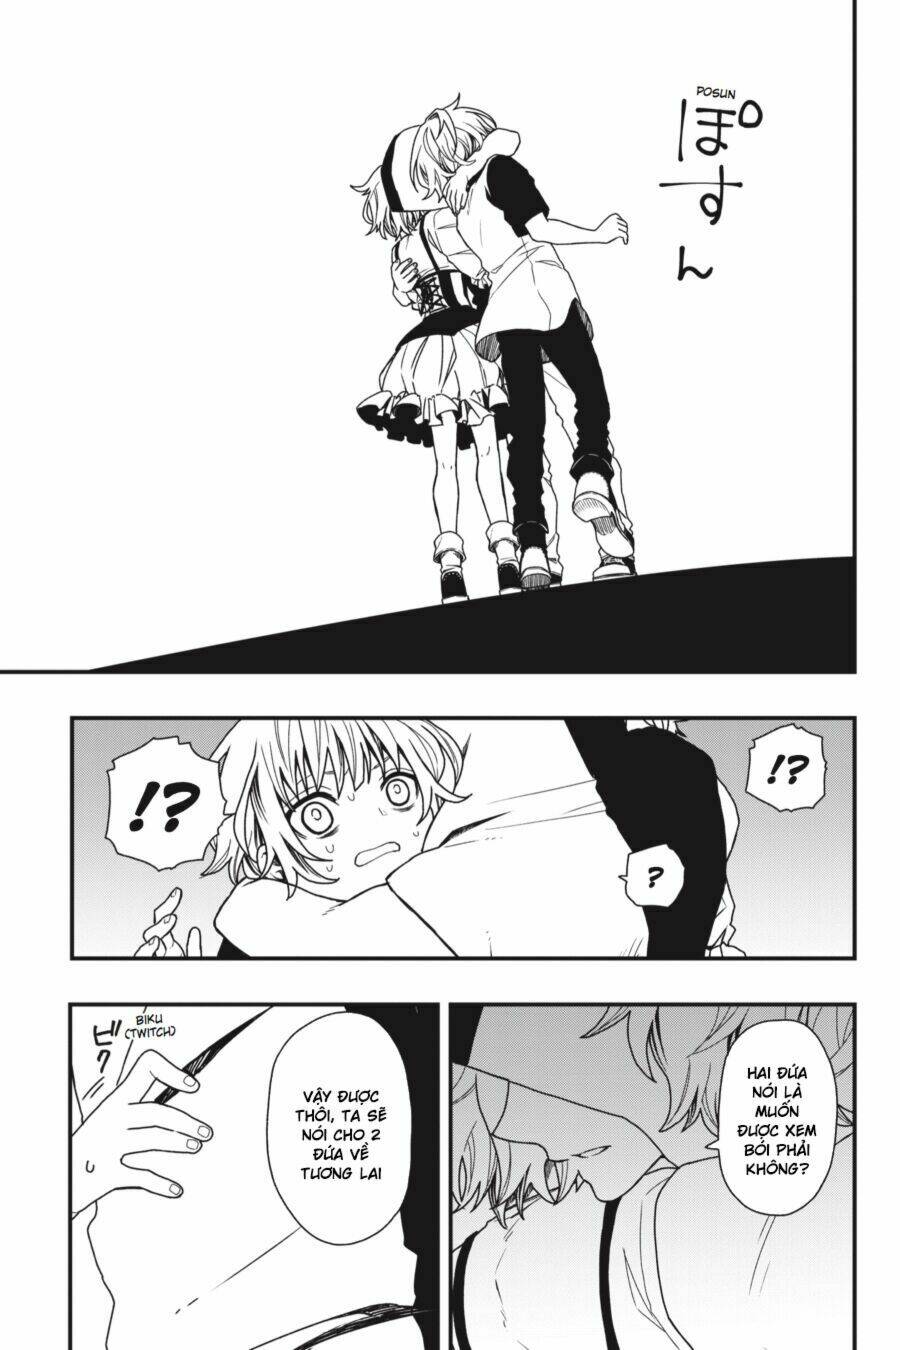 POSUN
ぽすん
!?
?
!?
HAI ĐỨA
NÓI LÀ
MUỐN
ĐƯỢC XEM
BÓI PHẢI
KHÔNG?
VẬY ĐƯỢC
THÔI, TA SẼ
NÓI CHO 2
ĐỨA VỀ
TƯƠNG LAI
BIKU
(TWITCH)
ビク